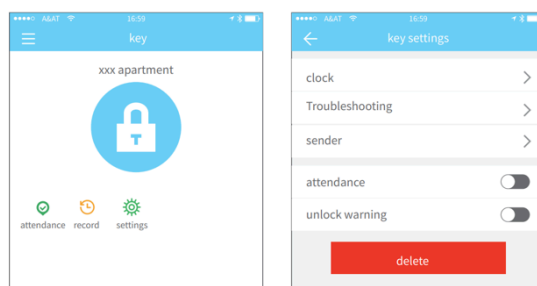 A&AT 16:59
key
xxx apartment
T
attendance record settings
A&AT 16:59
key settings
clock
Troubleshooting
sender
attendance
unlock warning
delete